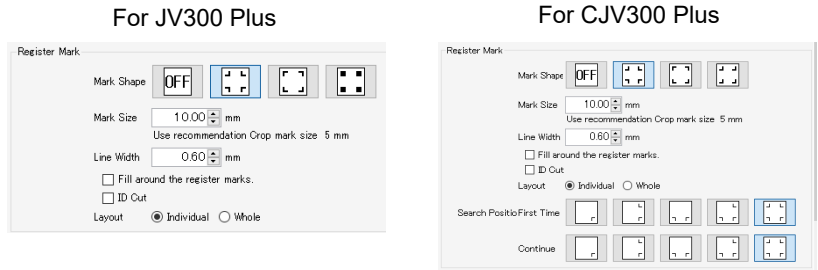 For JV300 Plus
Register Mark
Mark Shape OFF
Mark Size 10.00 mm
Use recommendation Crop mark size 5 mm
Line Width 0.60 mm
Fill around the register marks.
ID Cut
Layout Individual Whole
For CJV300 Plus
Register Mark
Mark Shape OFF
Mark Size 10.00 mm
Use recommendation Crop mark size 5 mm
Line Width 0.60 mm
Fill around the register marks.
ID Cut
Layout Individual Whole
Search Positio First Time
Continue